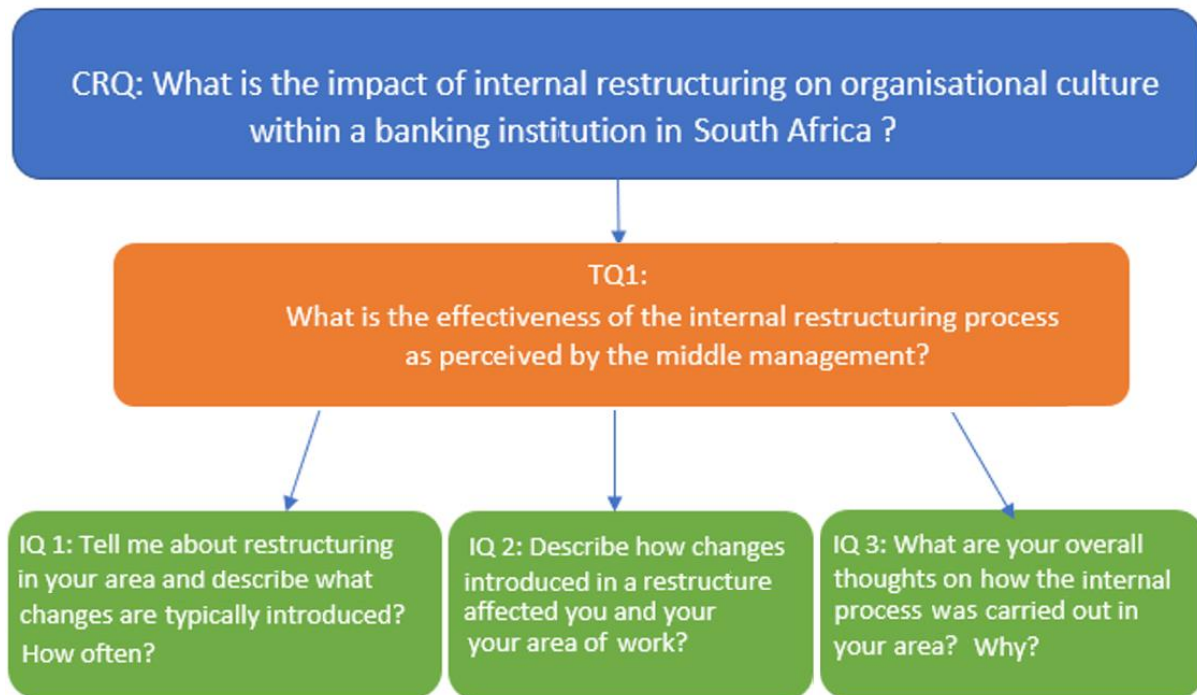 CRQ: What is the impact of internal restructuring on organisational culture
within a banking institution in South Africa ?
TQ1:
What is the effectiveness of the internal restructuring process
as perceived by the middle management?
IQ 1: Tell me about restructuring
in your area and describe what
changes are typically introduced?
How often?
IQ 2: Describe how changes
introduced in a restructure
affected you and your
your area of work?
IQ 3: What are your overall
thoughts on how the internal
process was carried out in
your area? Why?